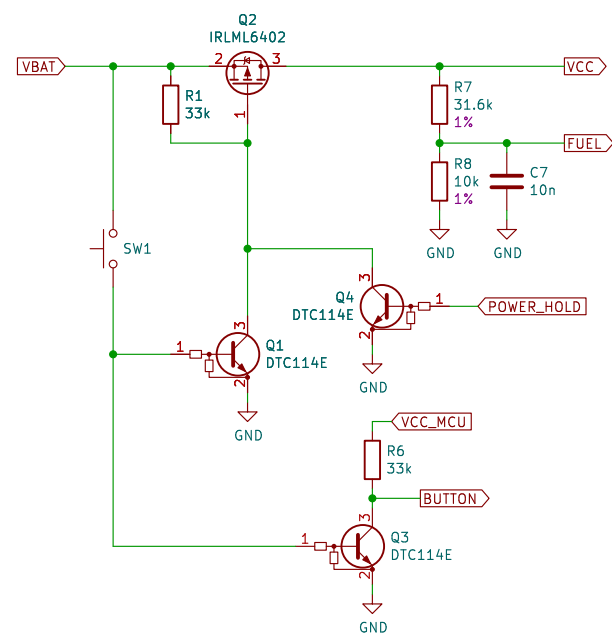 Q2
IRLML6402
VBAT
2
3
VCC
R1
33k
1
R7
31.6k
1%
FUEL
R8
10k
1%
C7
10n
GND
GND
SW1
3
Q4
DTC114E
1
POWER_HOLD
2
3
Q1
DTC114E
1
2
GND
GND
VCC_MCU
R6
33k
BUTTON
3
Q3
DTC114E
1
2
GND